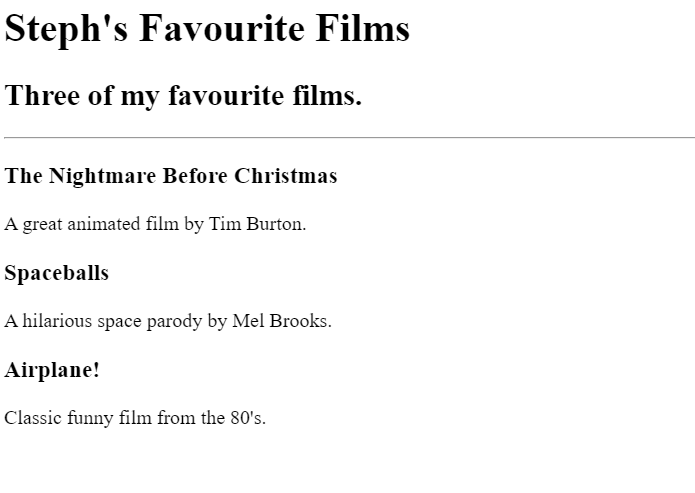 Steph's Favourite Films
Three of my favourite films.
The Nightmare Before Christmas
A great animated film by Tim Burton.
Spaceballs
A hilarious space parody by Mel Brooks.
Airplane!
Classic funny film from the 80's.